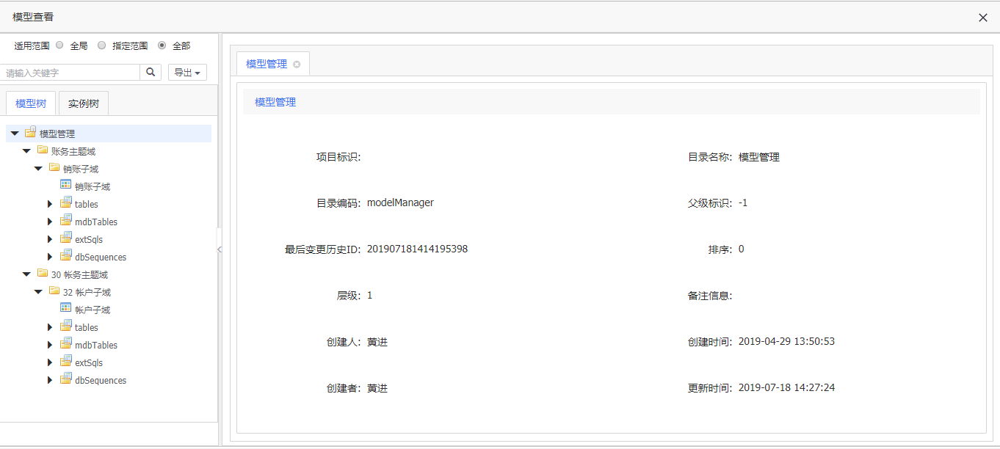 模型查看
适用范围 全局 指定范围 全部
请输入关键字 导出
模型树 实例树
模型管理
账务主题域
销账子域
销账子域
tables
mdbTables
extSqls
dbSequences
30 帐务主题域
32 帐户子域
帐户子域
tables
mdbTables
extSqls
dbSequences
模型管理
模型管理
项目标识: 目录名称: 模型管理
目录编码: modelManager 父级标识: -1
最后变更历史ID: 201907181414195398 排序: 0
层级: 1 备注信息:
创建人: 黄进 创建时间: 2019-04-29 13:50:53
创建者: 黄进 更新时间: 2019-07-18 14:27:24